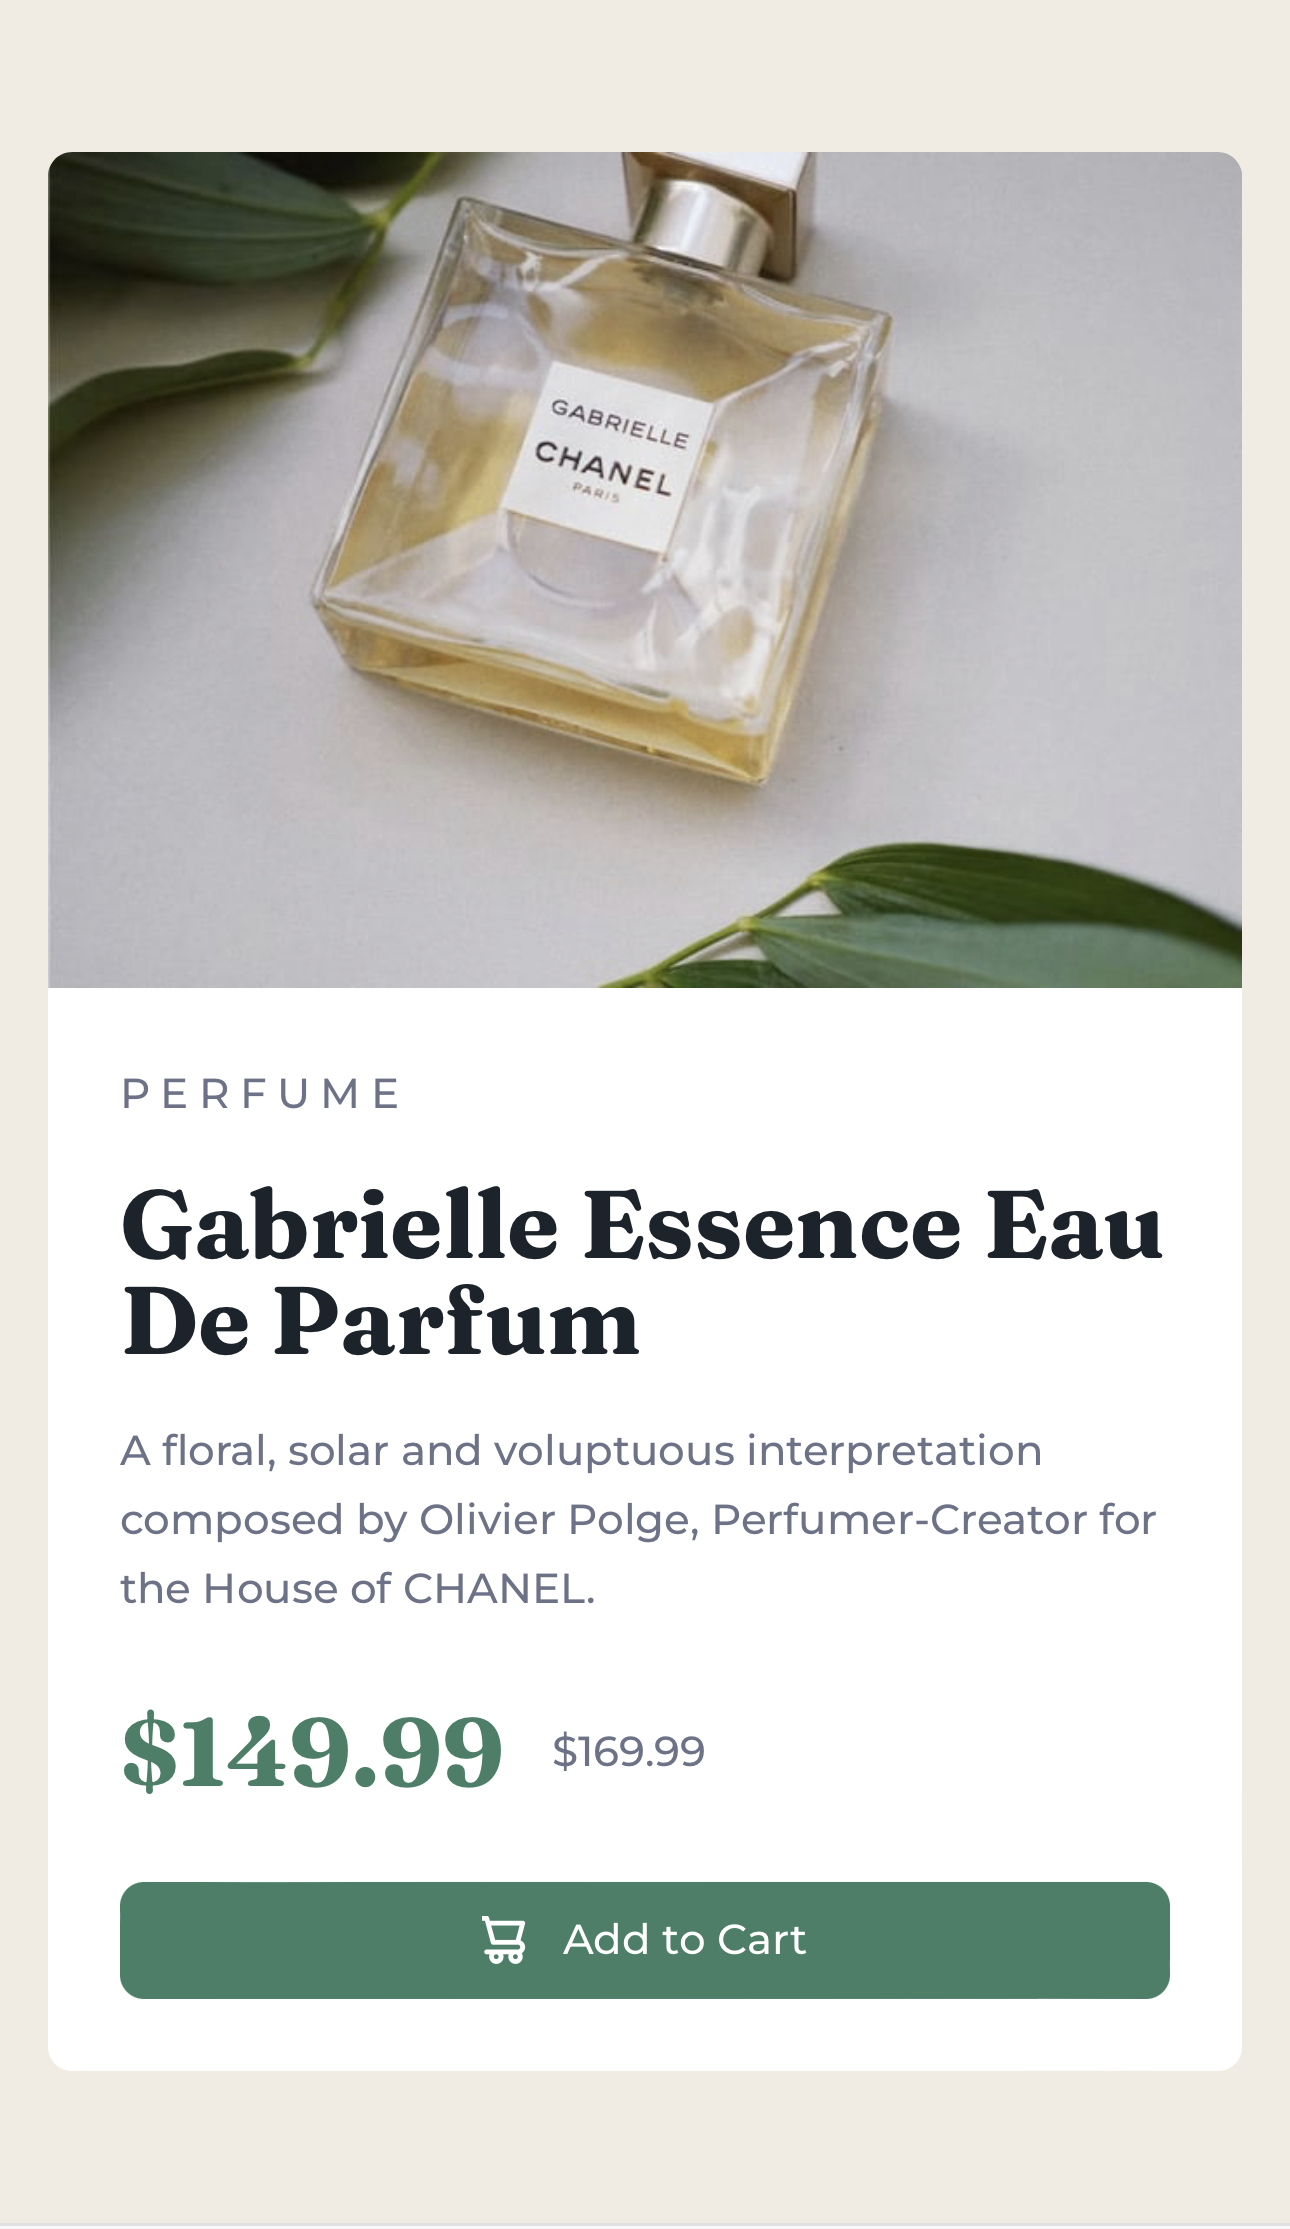 GABRIELLE
CHANEL
PARIS
PERFUME
Gabrielle Essence Eau
De Parfum
A floral, solar and voluptuous interpretation
composed by Olivier Polge, Perfumer-Creator for
the House of CHANEL.
$149.99 $169.99
Add to Cart